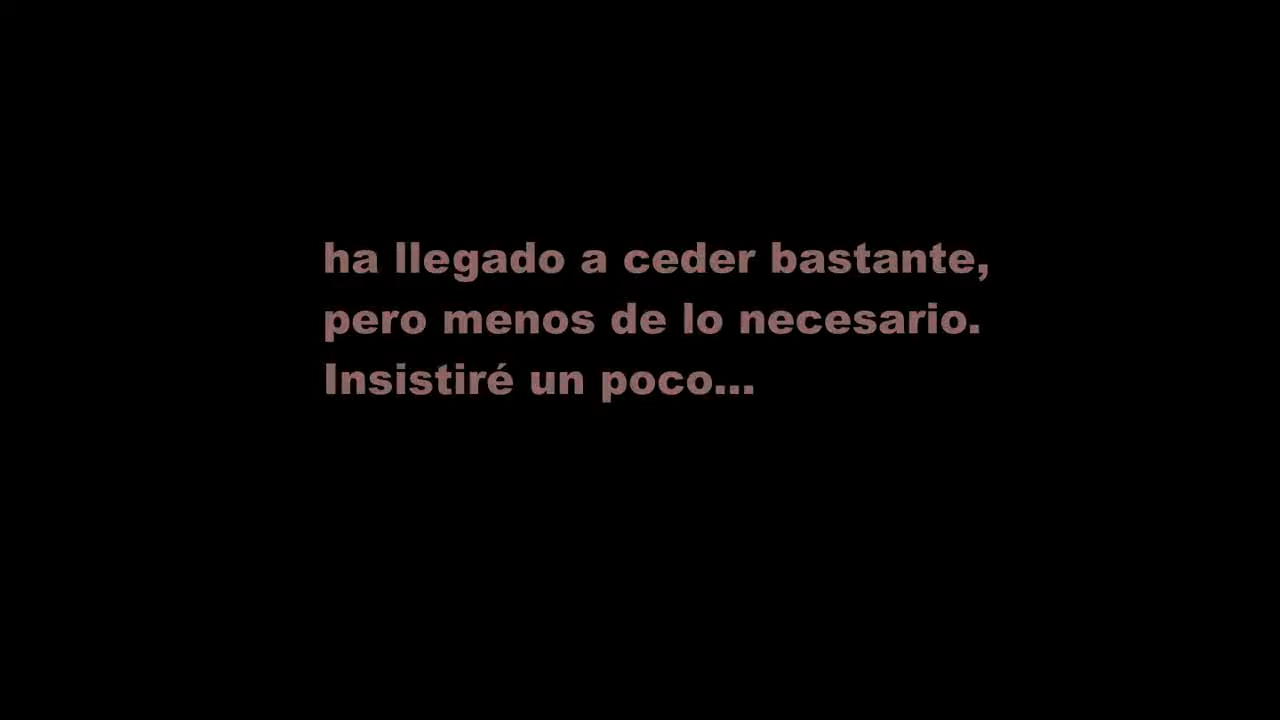 ha llegado a ceder bastante,
pero menos de lo necesario.
Insistiré un poco...